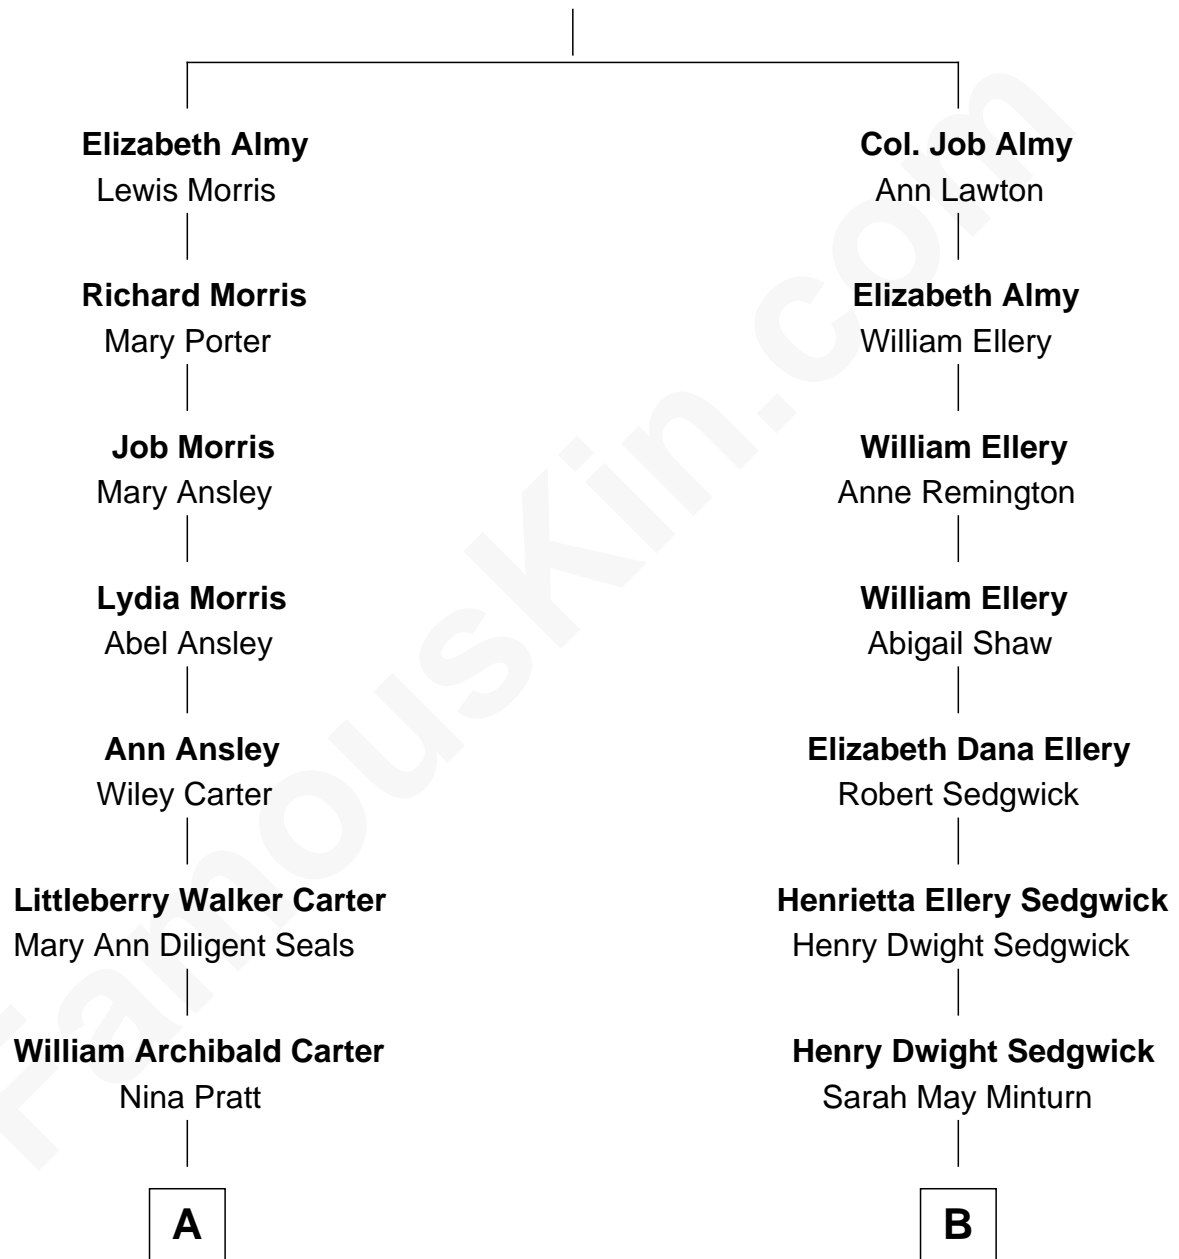 Elizabeth Almy
Lewis Morris
Richard Morris
Mary Porter
Job Morris
Mary Ansley
Lydia Morris
Abel Ansley
Ann Ansley
Wiley Carter
Littleberry Walker Carter
Mary Ann Diligent Seals
William Archibald Carter
Nina Pratt
A
Col. Job Almy
Ann Lawton
Elizabeth Almy
William Ellery
William Ellery
Anne Remington
William Ellery
Abigail Shaw
Elizabeth Dana Ellery
Robert Sedgwick
Henrietta Ellery Sedgwick
Henry Dwight Sedgwick
Henry Dwight Sedgwick
Sarah May Minturn
B
FamousKin.com